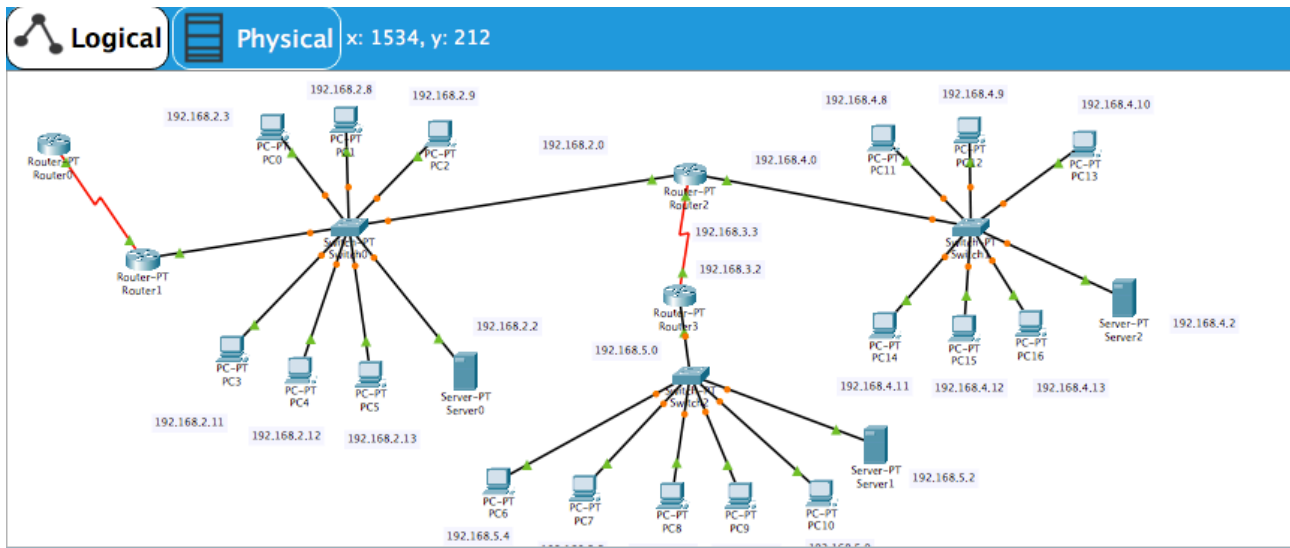 Logical
Physical
x: 1534, y: 212
192.168.2.3
192.168.2.8
192.168.2.9
192.168.4.8
192.168.4.9
192.168.4.10
Router-PT
Router0
PC-PT
PC0
PC-PT
PC1
PC-PT
PC2
192.168.2.0
192.168.4.0
PC-PT
PC11
PC-PT
PC12
PC-PT
PC13
Router-PT
Router2
Router-PT
Router1
Switch-PT
Switch0
192.168.3.3
192.168.3.2
Switch-PT
Switch1
Router-PT
Router3
192.168.2.2
192.168.5.0
PC-PT
PC3
PC-PT
PC4
PC-PT
PC5
Server-PT
Server0
Switch-PT
Switch2
PC-PT
PC14
PC-PT
PC15
PC-PT
PC16
Server-PT
Server2
192.168.4.2
192.168.4.11
192.168.4.12
192.168.4.13
192.168.2.11
192.168.2.12
192.168.2.13
PC-PT
PC6
PC-PT
PC7
PC-PT
PC8
PC-PT
PC9
PC-PT
PC10
Server-PT
Server1
192.168.5.2
192.168.5.4